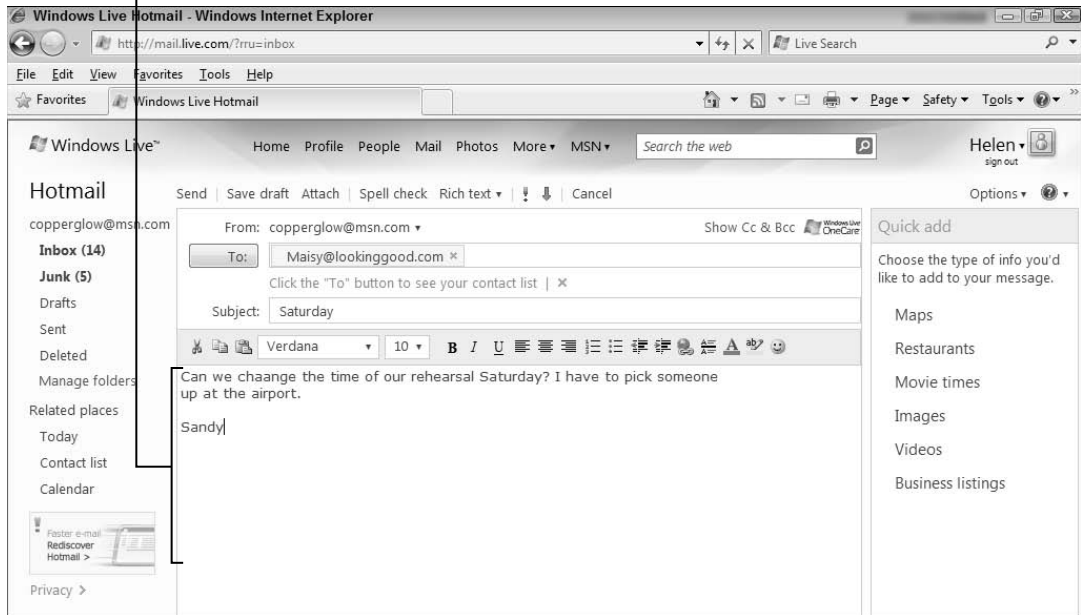 Windows Live Hotmail - Windows Internet Explorer
http://mail.live.com/?rru=inbox
Live Search
File Edit View Favorites Tools Help
Favorites Windows Live Hotmail Page Safety Tools
Windows Live™ Home Profile People Mail Photos More MSN Search the web Helen
sign out
Hotmail Send | Save draft Attach | Spell check Rich text | Cancel Options
copperglow@msn.com
Inbox (14)
Junk (5)
Drafts
Sent
Deleted
Manage folders
Related places
Today
Contact list
Calendar
Faster e-mail
Rediscover
Hotmail >
Privacy >
From: copperglow@msn.com Show Cc & Bcc Windows Live OneCare
To: Maisy@lookinggood.com ×
Click the "To" button to see your contact list | ×
Subject: Saturday
Verdana 10 B I U A
Can we chaange the time of our rehearsal Saturday? I have to pick someone
up at the airport.
Sandy
Quick add
Choose the type of info you'd
like to add to your message.
Maps
Restaurants
Movie times
Images
Videos
Business listings